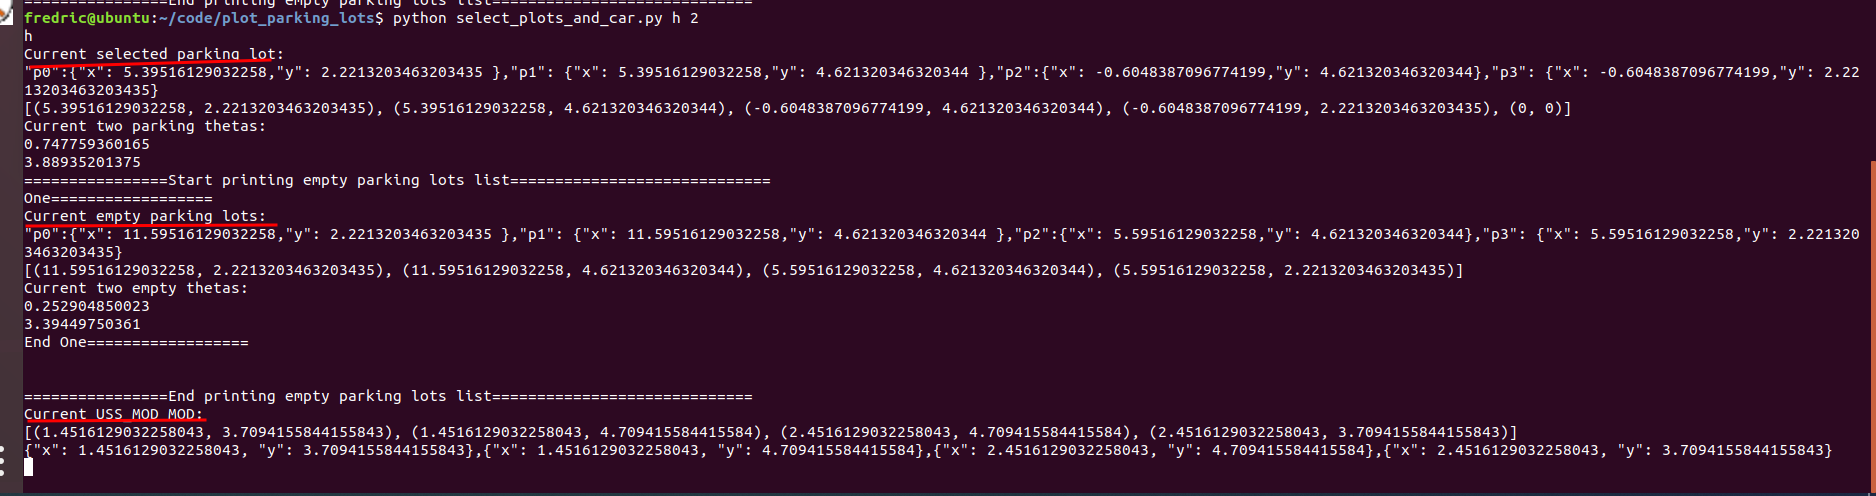 ================End printing empty parking lots list=============================
fredric@ubuntu:~/code/plot_parking_lots$ python select_plots_and_car.py h 2
h
Current selected parking lot:
"p0":{"x": 5.39516129032258,"y": 2.2213203463203435 },"p1": {"x": 5.39516129032258,"y": 4.621320346320344 },"p2":{"x": -0.6048387096774199,"y": 4.621320346320344},"p3": {"x": -0.6048387096774199,"y": 2.22
13203463203435}
[(5.39516129032258, 2.2213203463203435), (5.39516129032258, 4.621320346320344), (-0.6048387096774199, 4.621320346320344), (-0.6048387096774199, 2.2213203463203435), (0, 0)]
Current two parking thetas:
0.747759360165
3.88935201375
================Start printing empty parking lots list=============================
One==================
Current empty parking lots:
"p0":{"x": 11.59516129032258,"y": 2.2213203463203435 },"p1": {"x": 11.59516129032258,"y": 4.621320346320344 },"p2":{"x": 5.59516129032258,"y": 4.621320346320344},"p3": {"x": 5.59516129032258,"y": 2.221320
3463203435}
[(11.59516129032258, 2.2213203463203435), (11.59516129032258, 4.621320346320344), (5.59516129032258, 4.621320346320344), (5.59516129032258, 2.2213203463203435)]
Current two empty thetas:
0.252904850023
3.39449750361
End One==================
================End printing empty parking lots list=============================
Current USS_MOD_MOD:
[(1.4516129032258043, 3.7094155844155843), (1.4516129032258043, 4.709415584415584), (2.4516129032258043, 4.709415584415584), (2.4516129032258043, 3.7094155844155843)]
{"x": 1.4516129032258043, "y": 3.7094155844155843},{"x": 1.4516129032258043, "y": 4.709415584415584},{"x": 2.4516129032258043, "y": 4.709415584415584},{"x": 2.4516129032258043, "y": 3.7094155844155843}